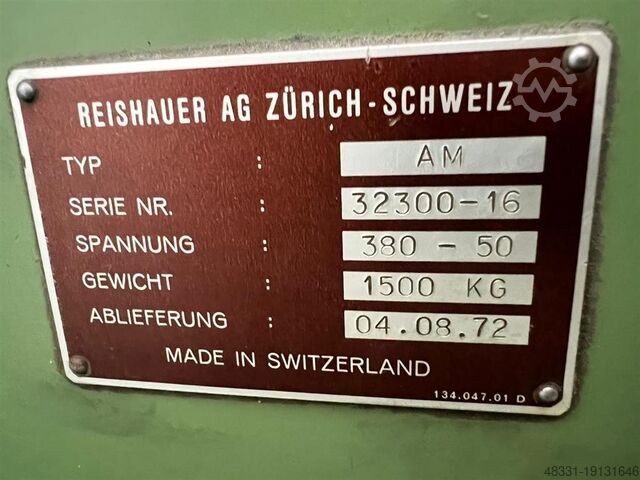 REISHAUER AG ZÜRICH-SCHWEIZ
TYP : AM
SERIE NR. : 32300-16
SPANNUNG : 380 - 50
GEWICHT : 1500 KG
ABLIEFERUNG : 04.08.72
MADE IN SWITZERLAND
134.047.01 D
48331-19131646